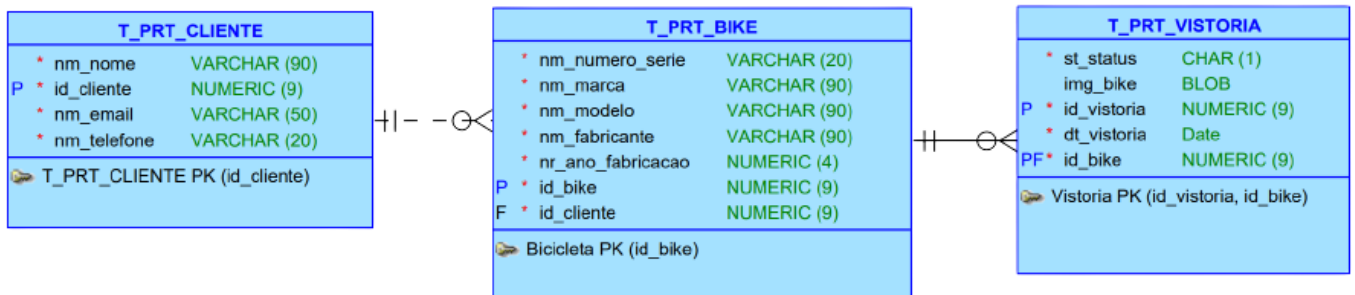 T_PRT_CLIENTE
* nm_nome VARCHAR (90)
P * id_cliente NUMERIC (9)
* nm_email VARCHAR (50)
* nm_telefone VARCHAR (20)
T_PRT_CLIENTE PK (id_cliente)
T_PRT_BIKE
* nm_numero_serie VARCHAR (20)
* nm_marca VARCHAR (90)
* nm_modelo VARCHAR (90)
* nm_fabricante VARCHAR (90)
* nr_ano_fabricacao NUMERIC (4)
P * id_bike NUMERIC (9)
F * id_cliente NUMERIC (9)
Bicicleta PK (id_bike)
T_PRT_VISTORIA
* st_status CHAR (1)
img_bike BLOB
P * id_vistoria NUMERIC (9)
* dt_vistoria Date
PF* id_bike NUMERIC (9)
Vistoria PK (id_vistoria, id_bike)